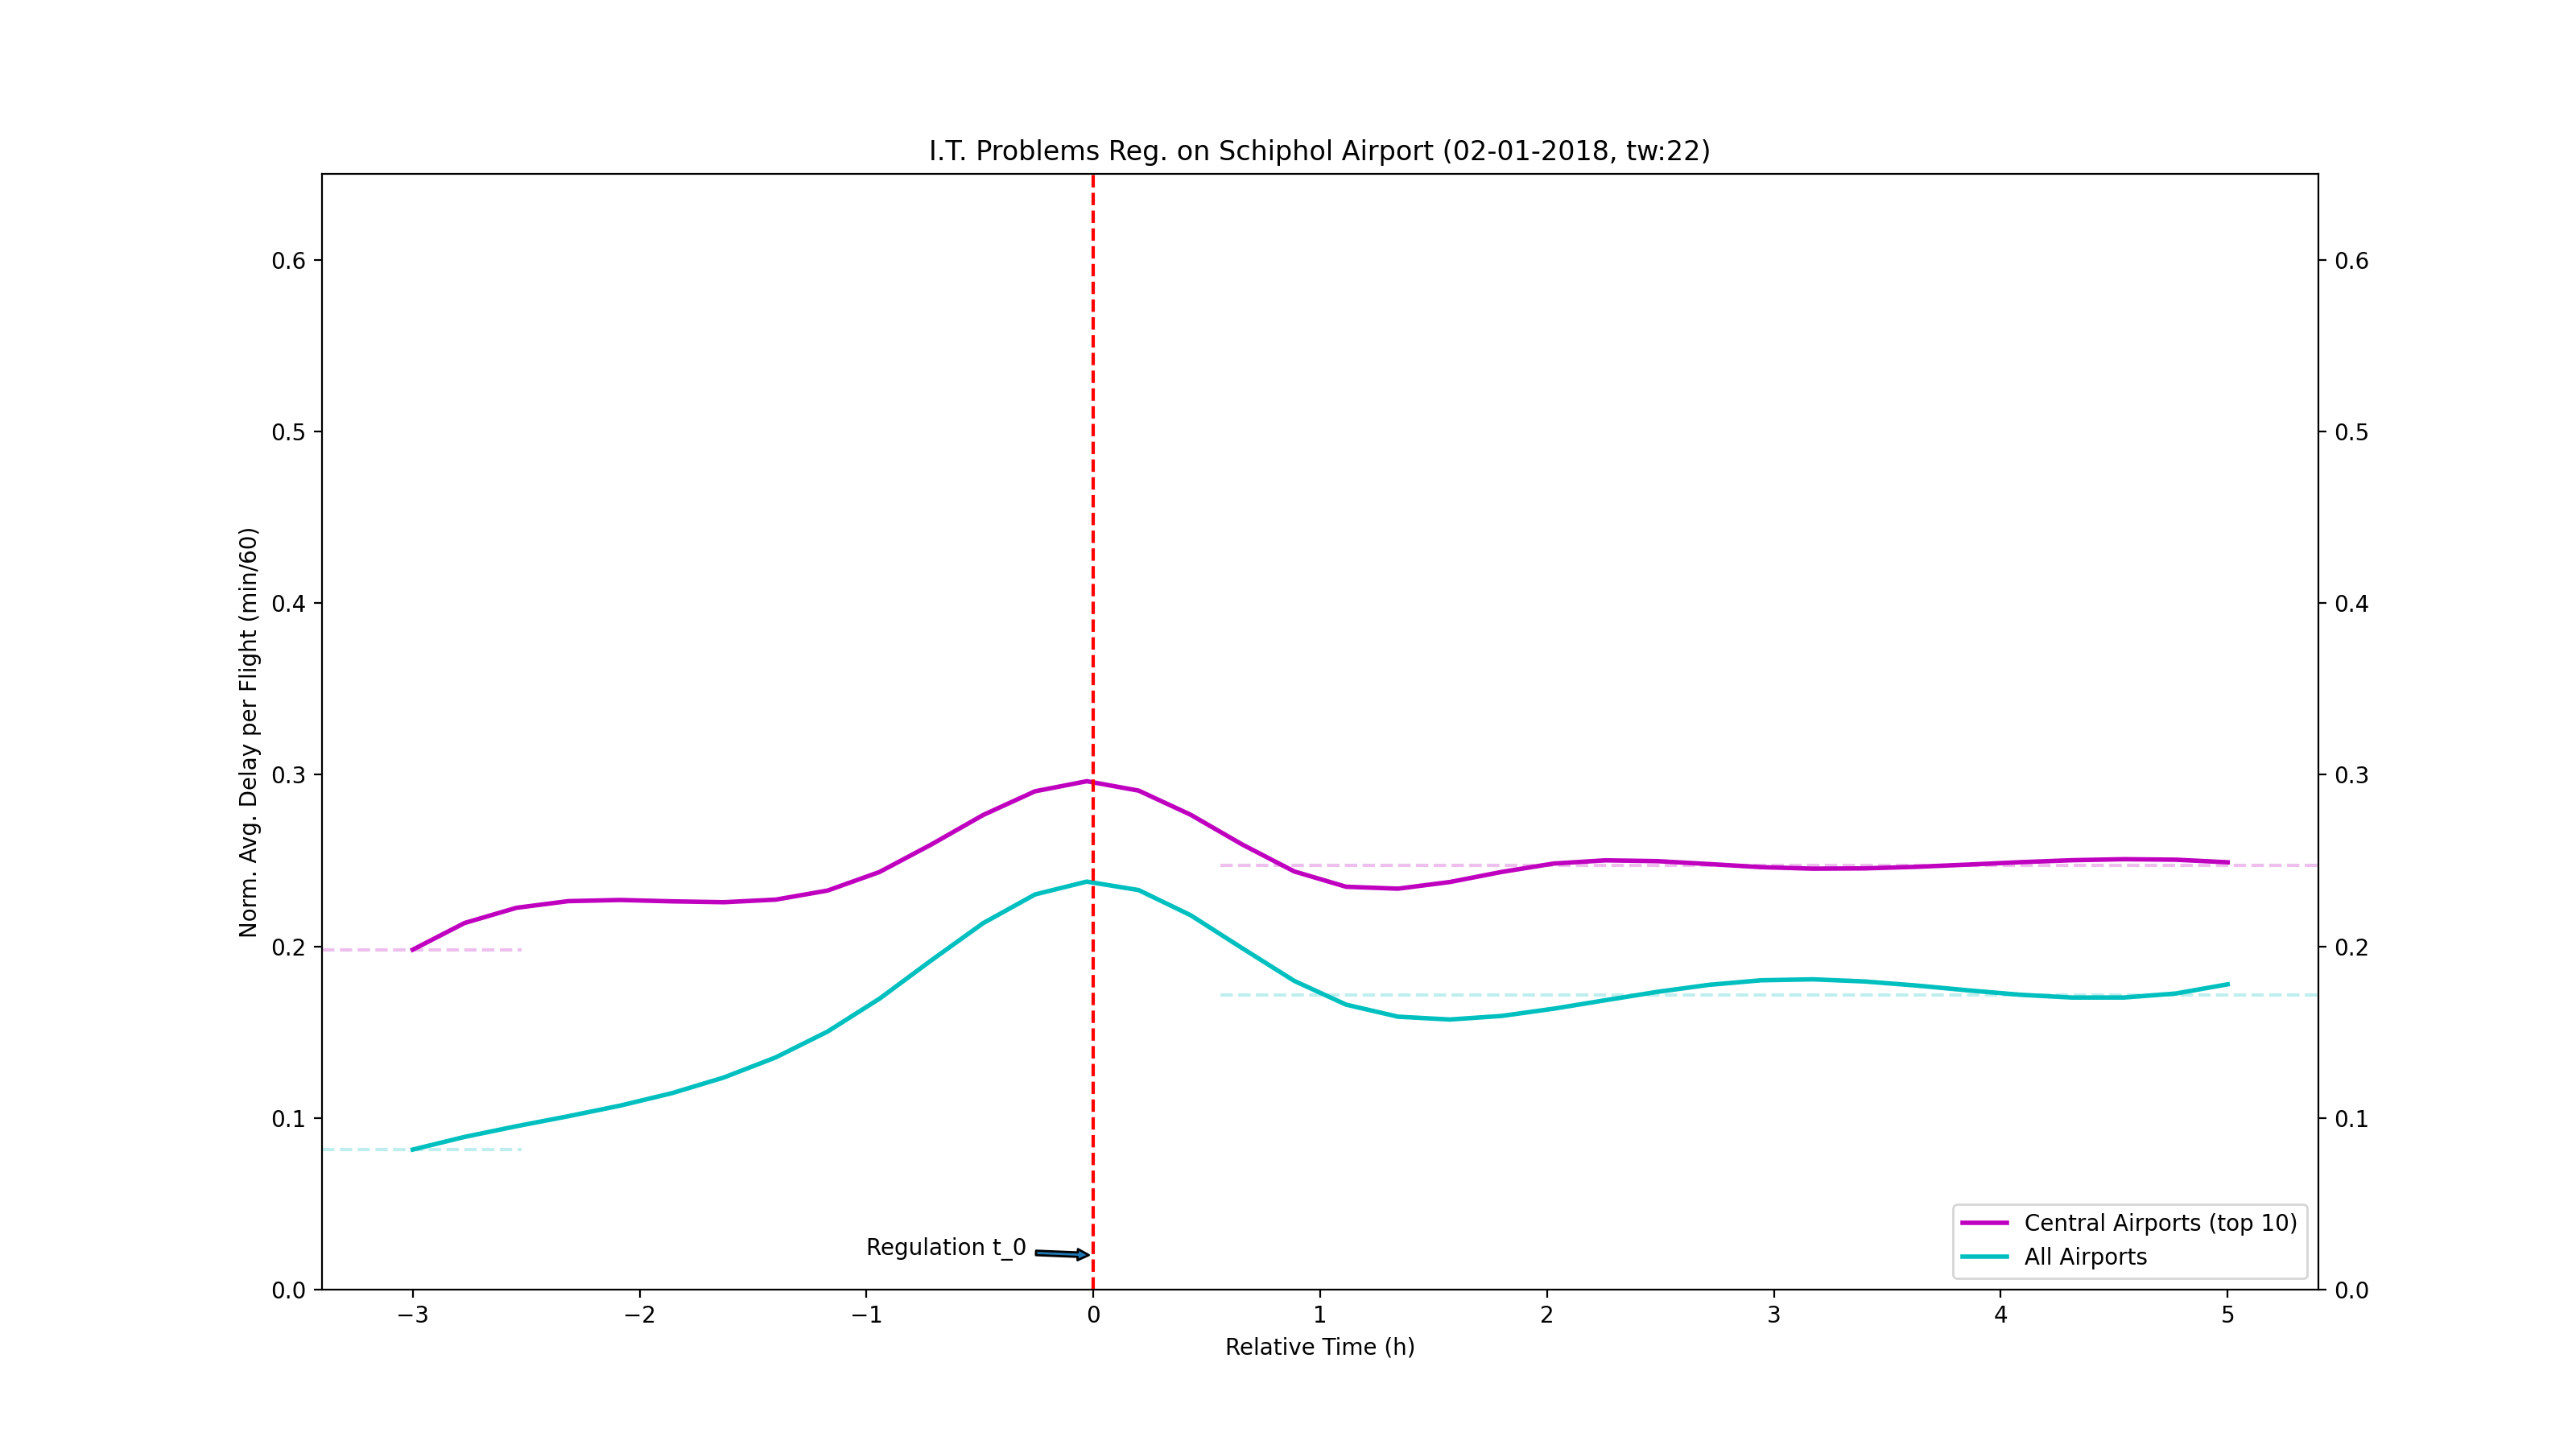 I.T. Problems Reg. on Schiphol Airport (02-01-2018, tw:22)
Norm. Avg. Delay per Flight (min/60)
0.6
0.5
0.4
0.3
0.2
0.1
0.0
0.6
0.5
0.4
0.3
0.2
0.1
0.0
Regulation t_0
Central Airports (top 10)
All Airports
−3 −2 −1 0 1 2 3 4 5
Relative Time (h)